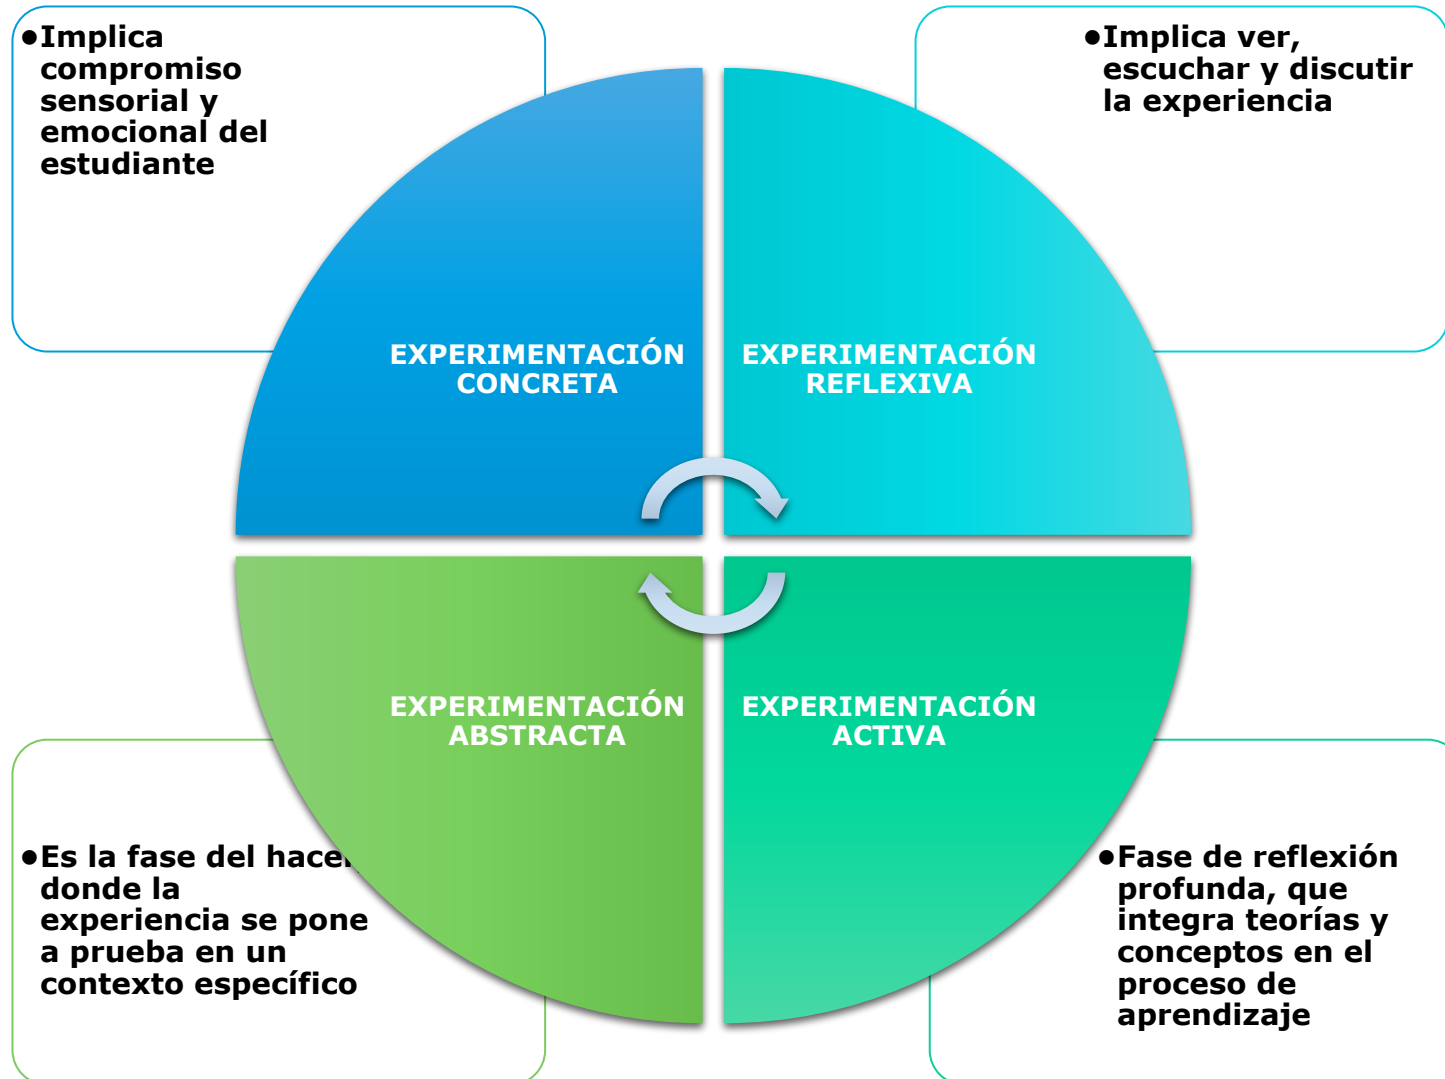 ●Implica
compromiso
sensorial y
emocional del
estudiante
●Implica ver,
escuchar y discutir
la experiencia
EXPERIMENTACIÓN
CONCRETA
EXPERIMENTACIÓN
REFLEXIVA
EXPERIMENTACIÓN
ABSTRACTA
EXPERIMENTACIÓN
ACTIVA
●Es la fase del hacer,
donde la
experiencia se pone
a prueba en un
contexto específico
●Fase de reflexión
profunda, que
integra teorías y
conceptos en el
proceso de
aprendizaje